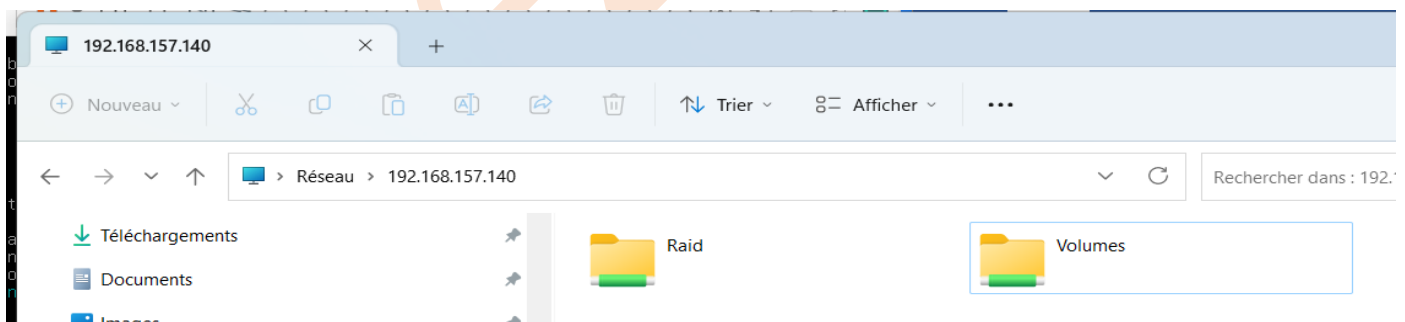 192.168.157.140
Nouveau
Trier
Afficher
Réseau > 192.168.157.140
Rechercher dans : 192.
Téléchargements
Raid
Volumes
Documents
Images